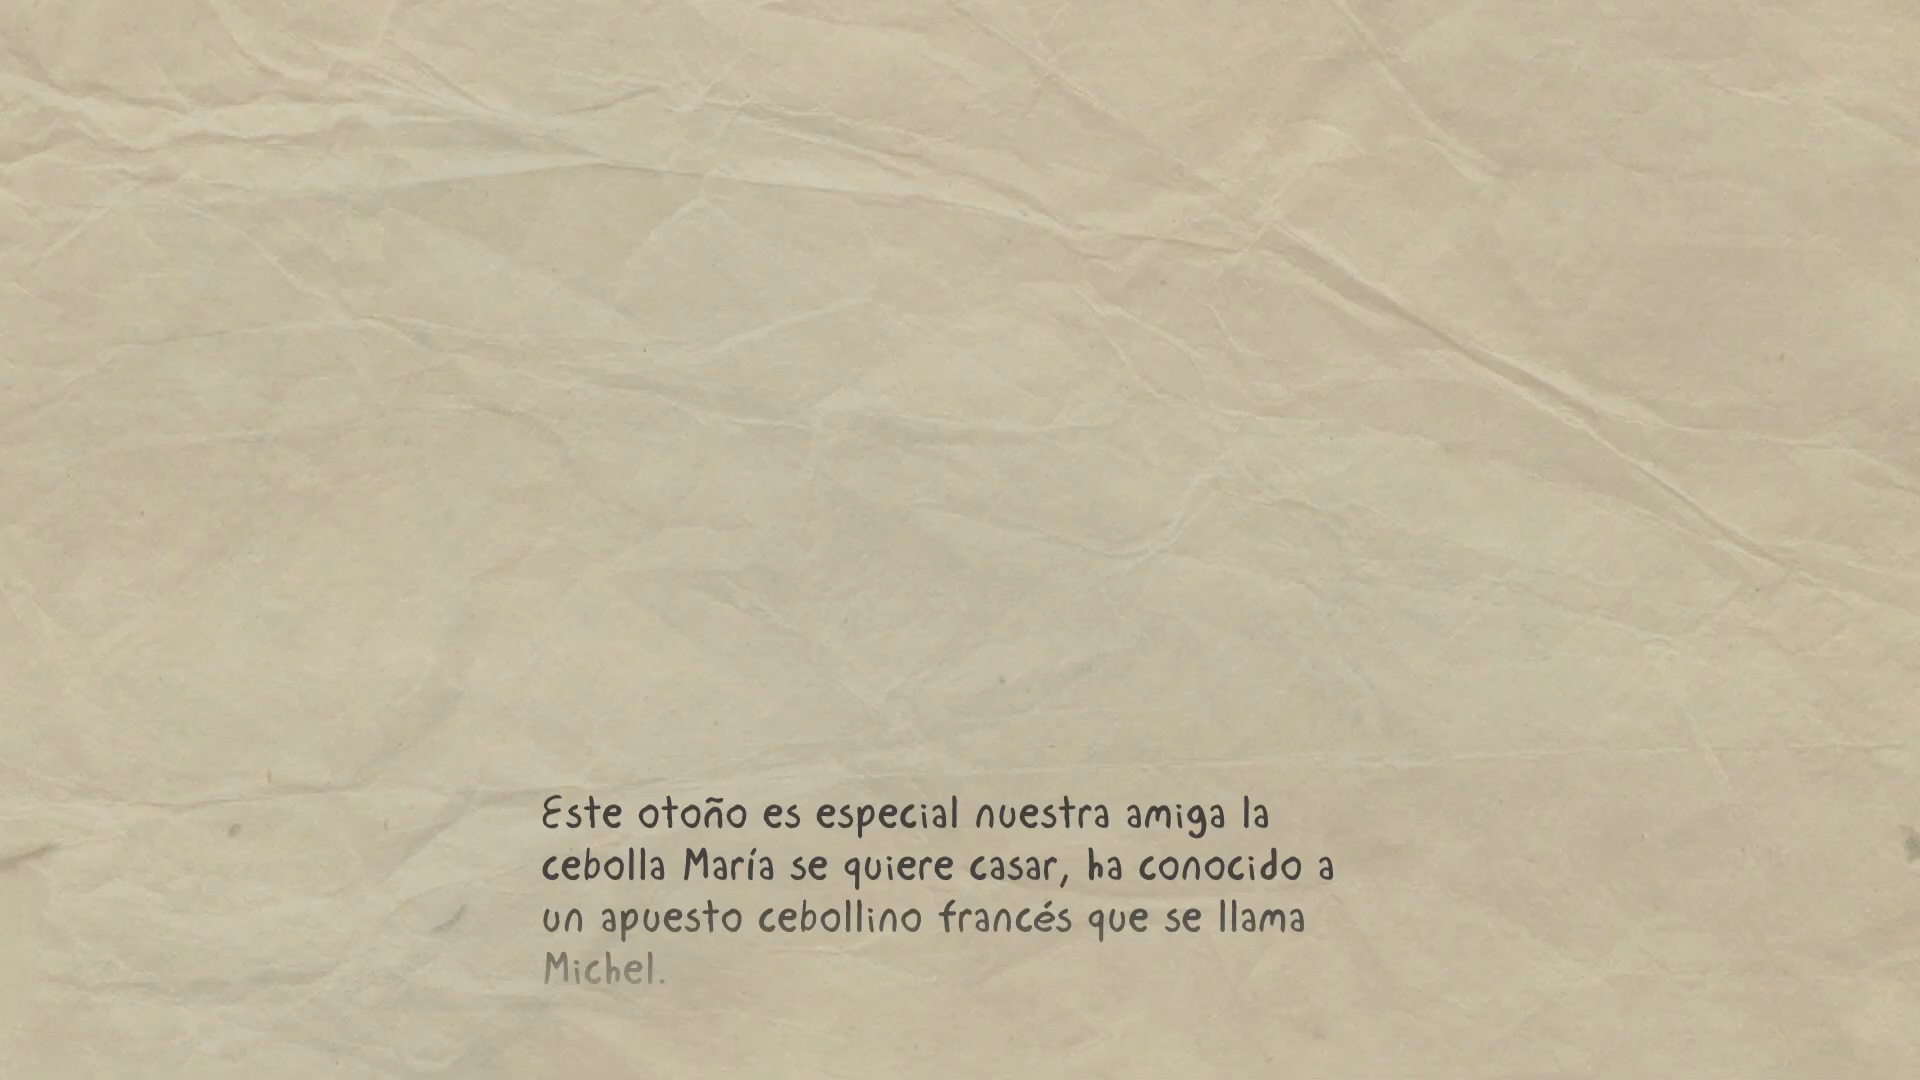 Este otoño es especial nuestra amiga la
cebolla María se quiere casar, ha conocido a
un apuesto cebollino francés que se llama
Michel.